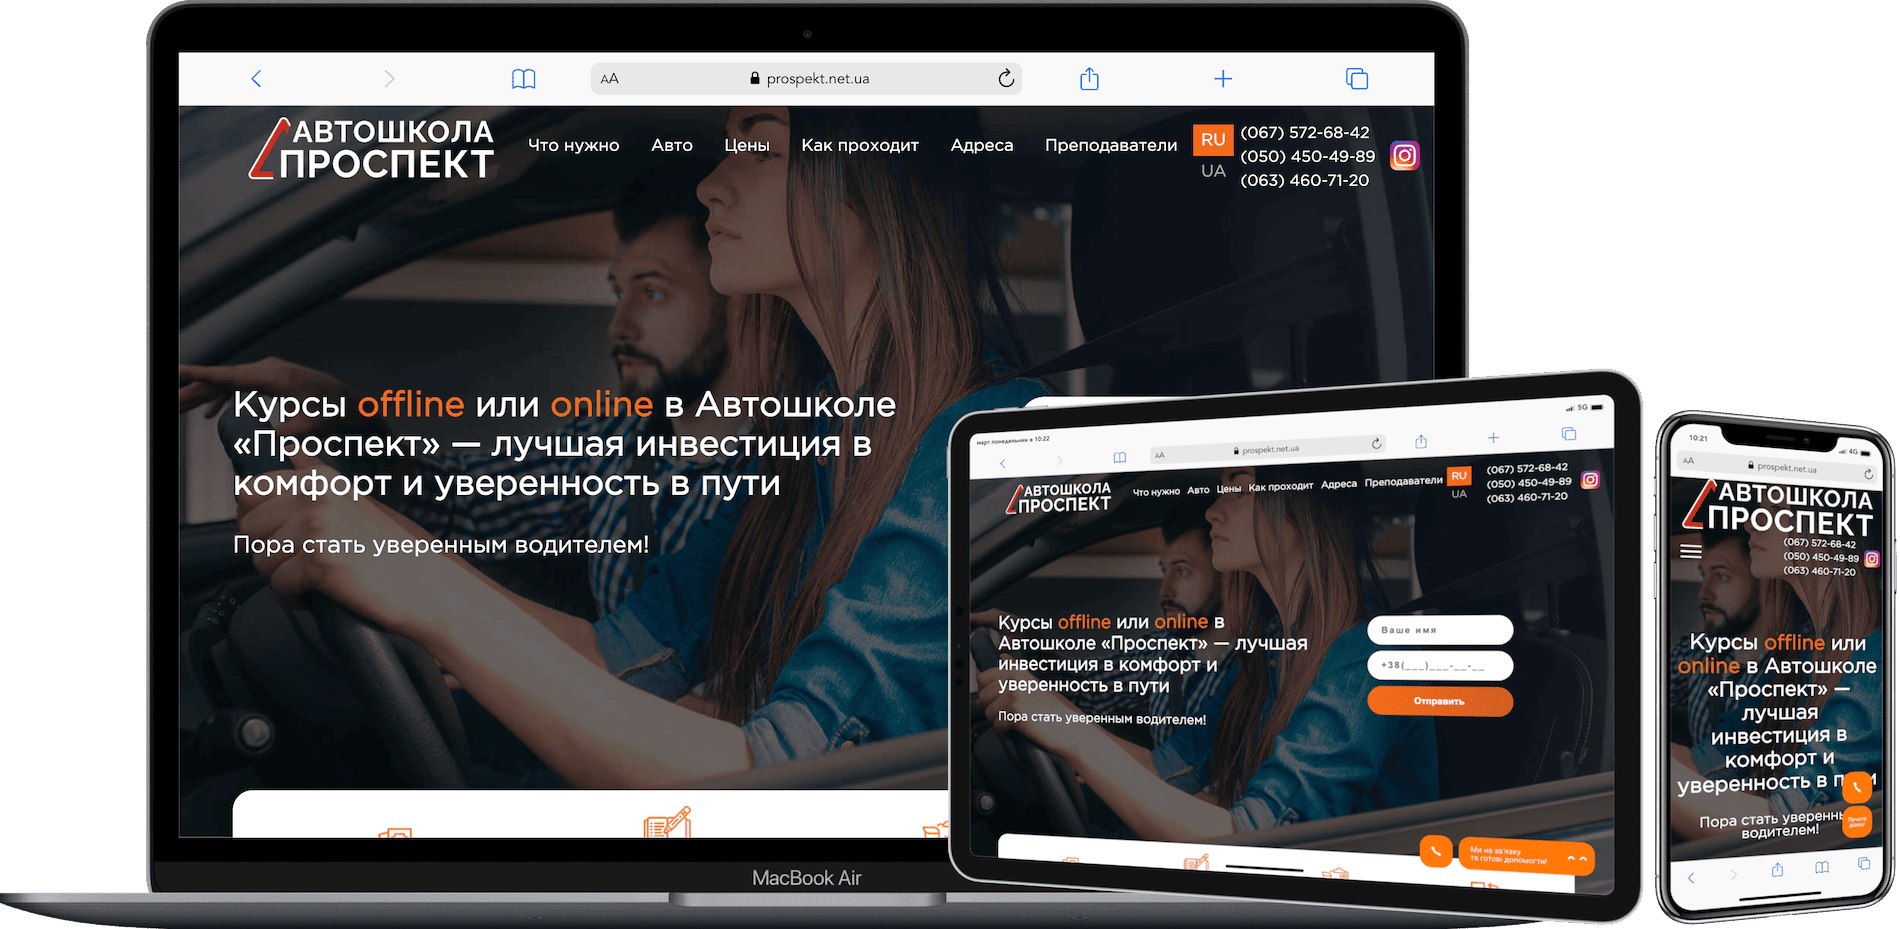 AA
prospekt.net.ua
АВТОШКОЛА
ПРОСПЕКТ
Что нужно
Авто
Цены
Как проходит
Адреса
Преподаватели
RU
UA
(067) 572-68-42
(050) 450-49-89
(063) 460-71-20
Курсы offline или online в Автошколе
«Проспект» — лучшая инвестиция в
комфорт и уверенность в пути
Пора стать уверенным водителем!
MacBook Air
март понедельник в 10:22
5G
AA
prospekt.net.ua
АВТОШКОЛА
ПРОСПЕКТ
Что нужно
Авто
Цены
Как проходит
Адреса
Преподаватели
RU
UA
(067) 572-68-42
(050) 450-49-89
(063) 460-71-20
Курсы offline или online в
Автошколе «Проспект» — лучшая
инвестиция в комфорт и
уверенность в пути
Пора стать уверенным водителем!
Ваше имя
+38(___)___-__-__
Отправить
Ми на зв'язку
та готові допомогти!
10:21
4G
AA
prospekt.net.ua
АВТОШКОЛА
ПРОСПЕКТ
(067) 572-68-42
(050) 450-49-89
(063) 460-71-20
Курсы offline или
online в Автошколе
«Проспект» —
лучшая
инвестиция в
комфорт и
уверенность в
Пора стать
водителем!